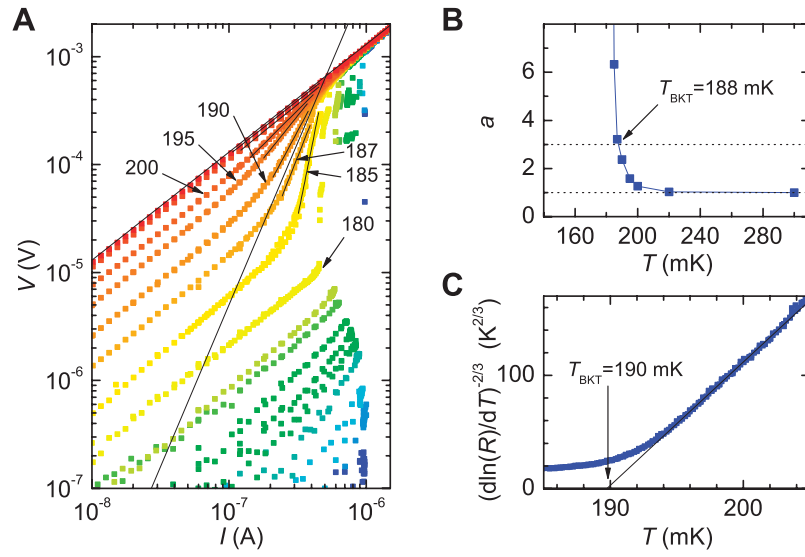 A
10⁻³
10⁻⁴
10⁻⁵
10⁻⁶
10⁻⁷
V (V)
190
195
200
187
185
180
10⁻⁸
10⁻⁷
10⁻⁶
I (A)
B
a
6
4
2
0
T_BKT=188 mK
160
200
240
280
T (mK)
C
(dln(R)/dT)⁻²/³ (K²/³)
100
0
T_BKT=190 mK
190
200
T (mK)